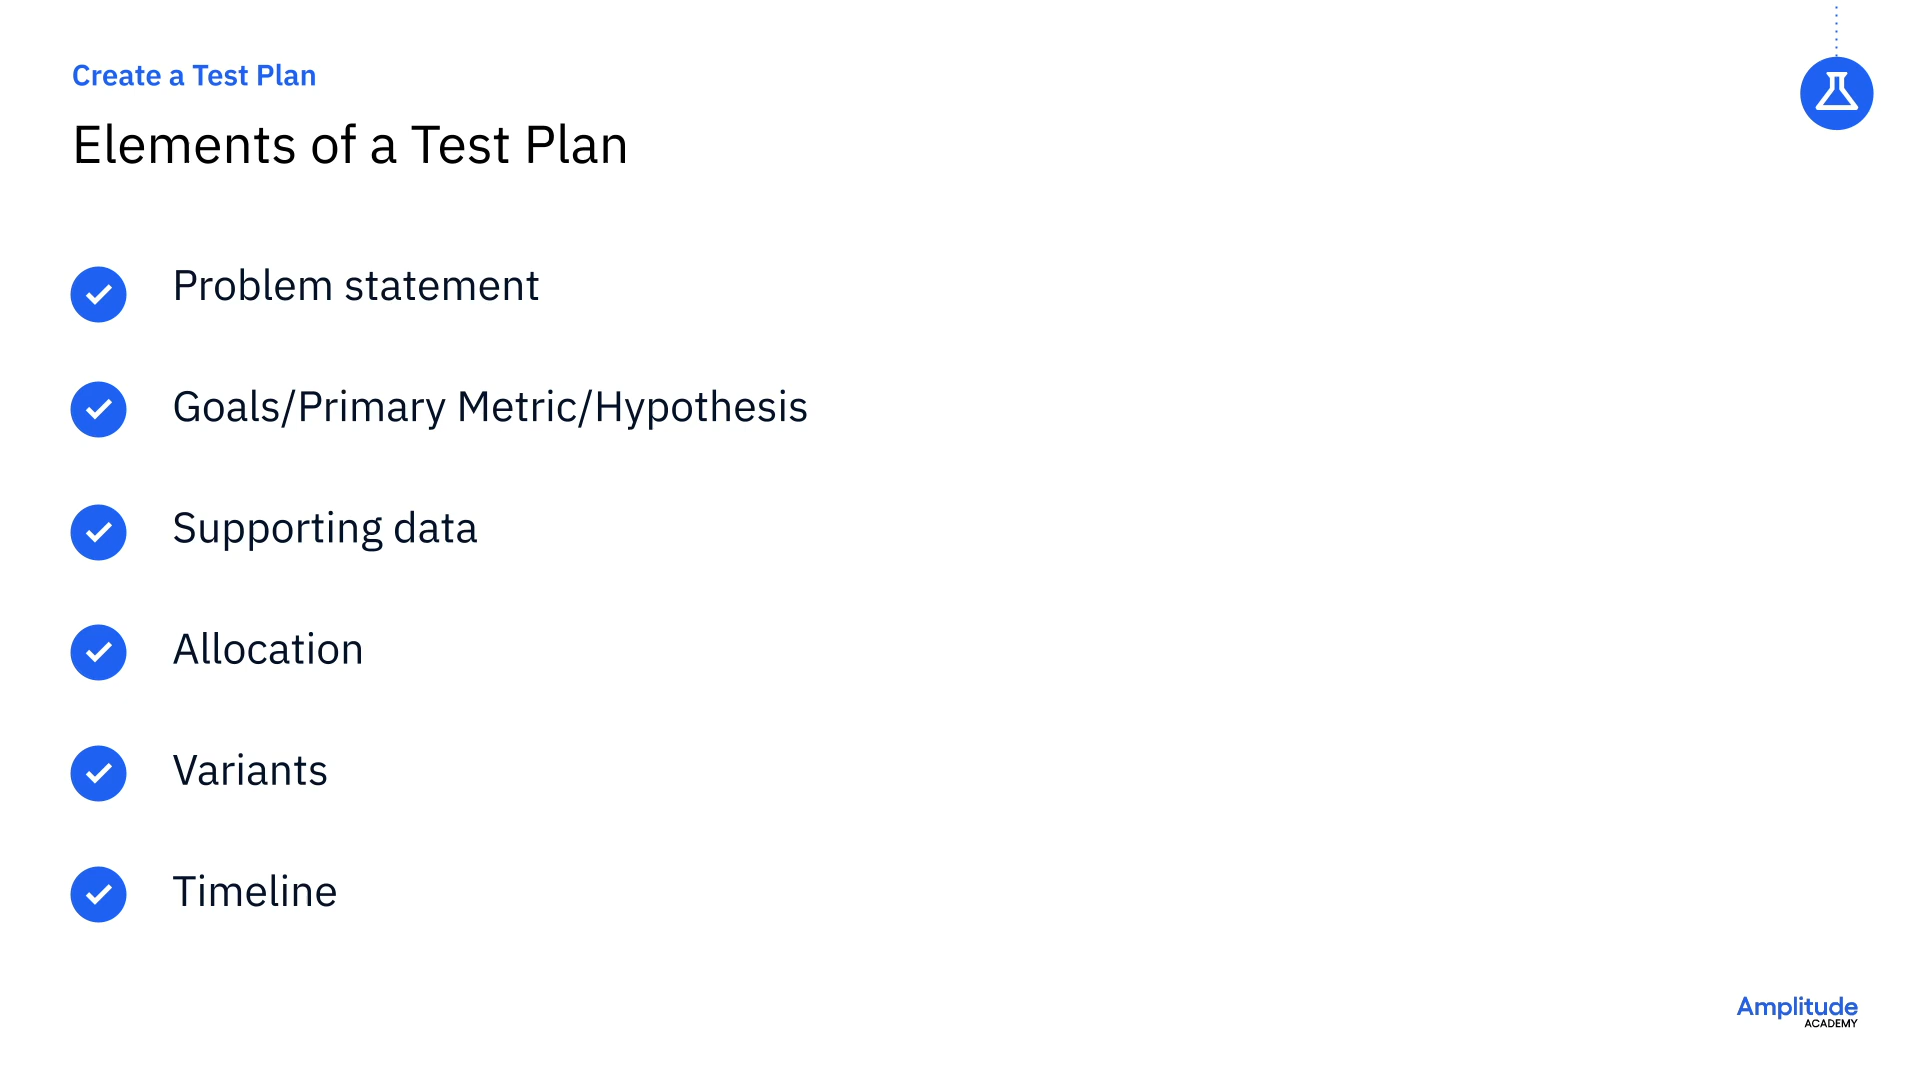 Create a Test Plan
Elements of a Test Plan
Problem statement
Goals/Primary Metric/Hypothesis
Supporting data
Allocation
Variants
Timeline
Amplitude
ACADEMY